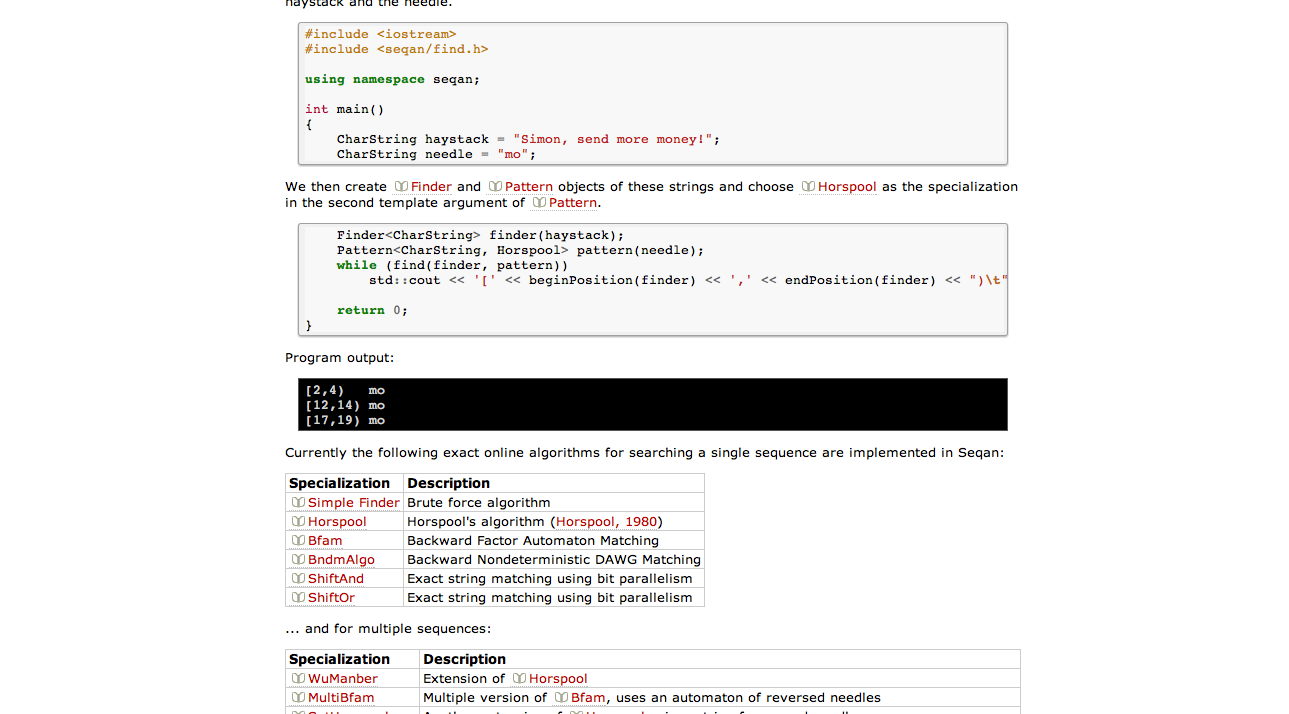 haystack and the needle.
#include <iostream>
#include <seqan/find.h>
using namespace seqan;
int main()
{
CharString haystack = "Simon, send more money!";
CharString needle = "mo";
We then create Finder and Pattern objects of these strings and choose Horspool as the specialization
in the second template argument of Pattern.
Finder<CharString> finder(haystack);
Pattern<CharString, Horspool> pattern(needle);
while (find(finder, pattern))
std::cout << '[' << beginPosition(finder) << ',' << endPosition(finder) << ")\t"
return 0;
}
Program output:
[2,4) mo
[12,14) mo
[17,19) mo
Currently the following exact online algorithms for searching a single sequence are implemented in Seqan:
Specialization Description
Simple Finder Brute force algorithm
Horspool Horspool's algorithm (Horspool, 1980)
Bfam Backward Factor Automaton Matching
BndmAlgo Backward Nondeterministic DAWG Matching
ShiftAnd Exact string matching using bit parallelism
ShiftOr Exact string matching using bit parallelism
... and for multiple sequences:
Specialization Description
WuManber Extension of Horspool
MultiBfam Multiple version of Bfam, uses an automaton of reversed needles